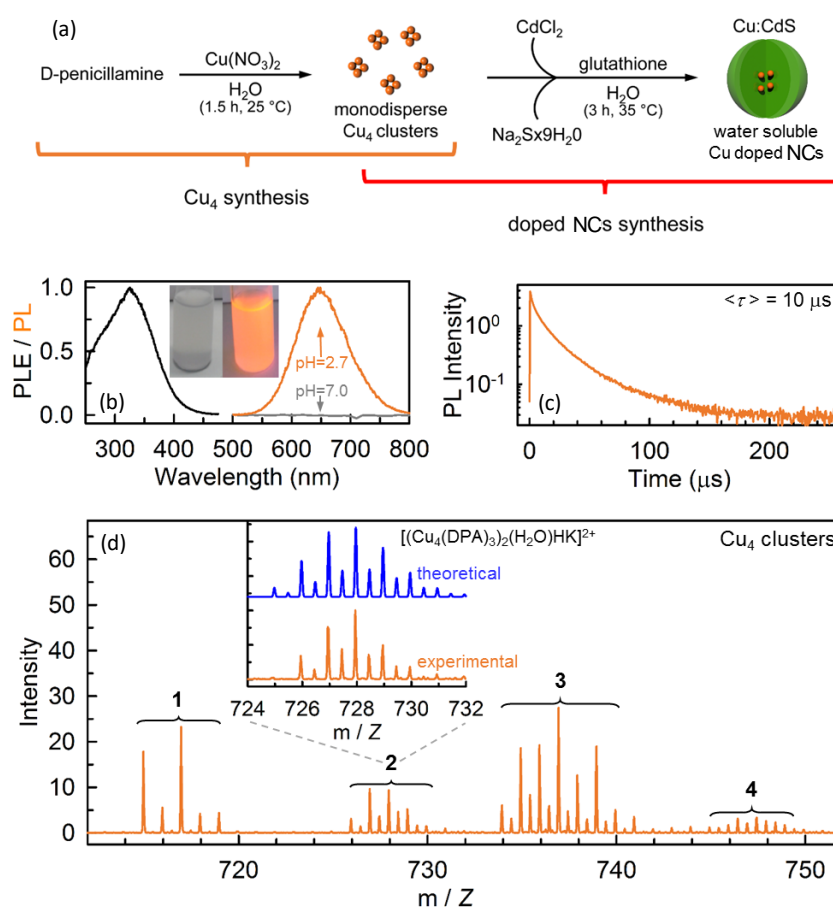 (a)
D-penicillamine
Cu(NO₃)₂
H₂O
(1.5 h, 25 °C)
monodisperse
Cu₄ clusters
CdCl₂
Na₂Sx9H₂0
glutathione
H₂O
(3 h, 35 °C)
Cu:CdS
water soluble
Cu doped NCs
Cu₄ synthesis
doped NCs synthesis
PLE / PL
1.0
0.5
0.0
(b)
pH=2.7
pH=7.0
300 400 500 600 700 800
Wavelength (nm)
PL Intensity
10⁰
10⁻¹
(c)
<τ> = 10 μs
0 100 200
Time (μs)
(d)
Cu₄ clusters
Intensity
60
50
40
30
20
10
0
[(Cu₄(DPA)₃)₂(H₂O)HK]²⁺
theoretical
experimental
724 726 728 730 732
m / Z
1
2
3
4
720 730 740 750
m / Z